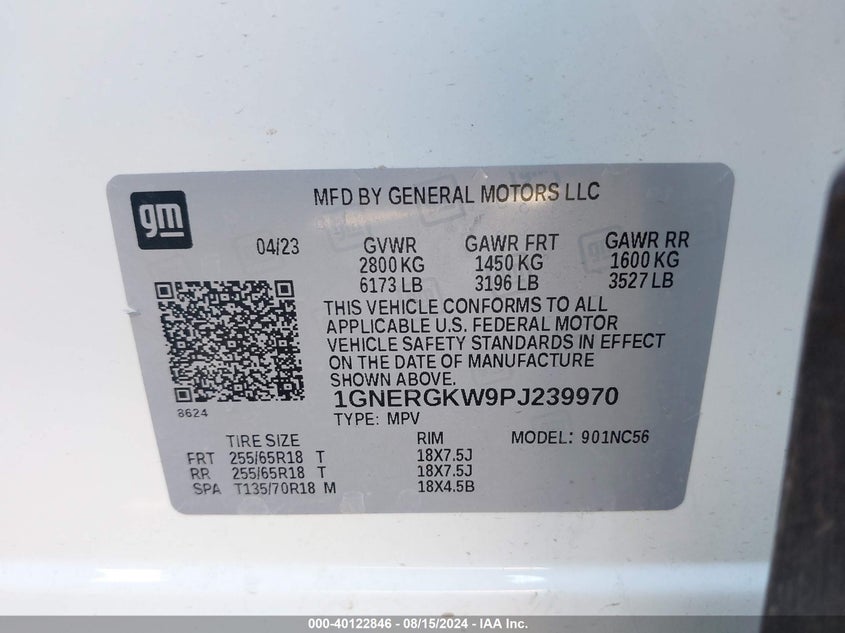 gm
MFD BY GENERAL MOTORS LLC
04/23 GVWR GAWR FRT GAWR RR
2800 KG 1450 KG 1600 KG
6173 LB 3196 LB 3527 LB
THIS VEHICLE CONFORMS TO ALL
APPLICABLE U.S. FEDERAL MOTOR
VEHICLE SAFETY STANDARDS IN EFFECT
ON THE DATE OF MANUFACTURE
SHOWN ABOVE.
1GNERGKW9PJ239970
8624
TYPE: MPV
TIRE SIZE RIM MODEL: 901NC56
FRT 255/65R18 T 18X7.5J
RR 255/65R18 T 18X7.5J
SPA T135/70R18 M 18X4.5B
000-40122846 - 08/15/2024 - IAA Inc.